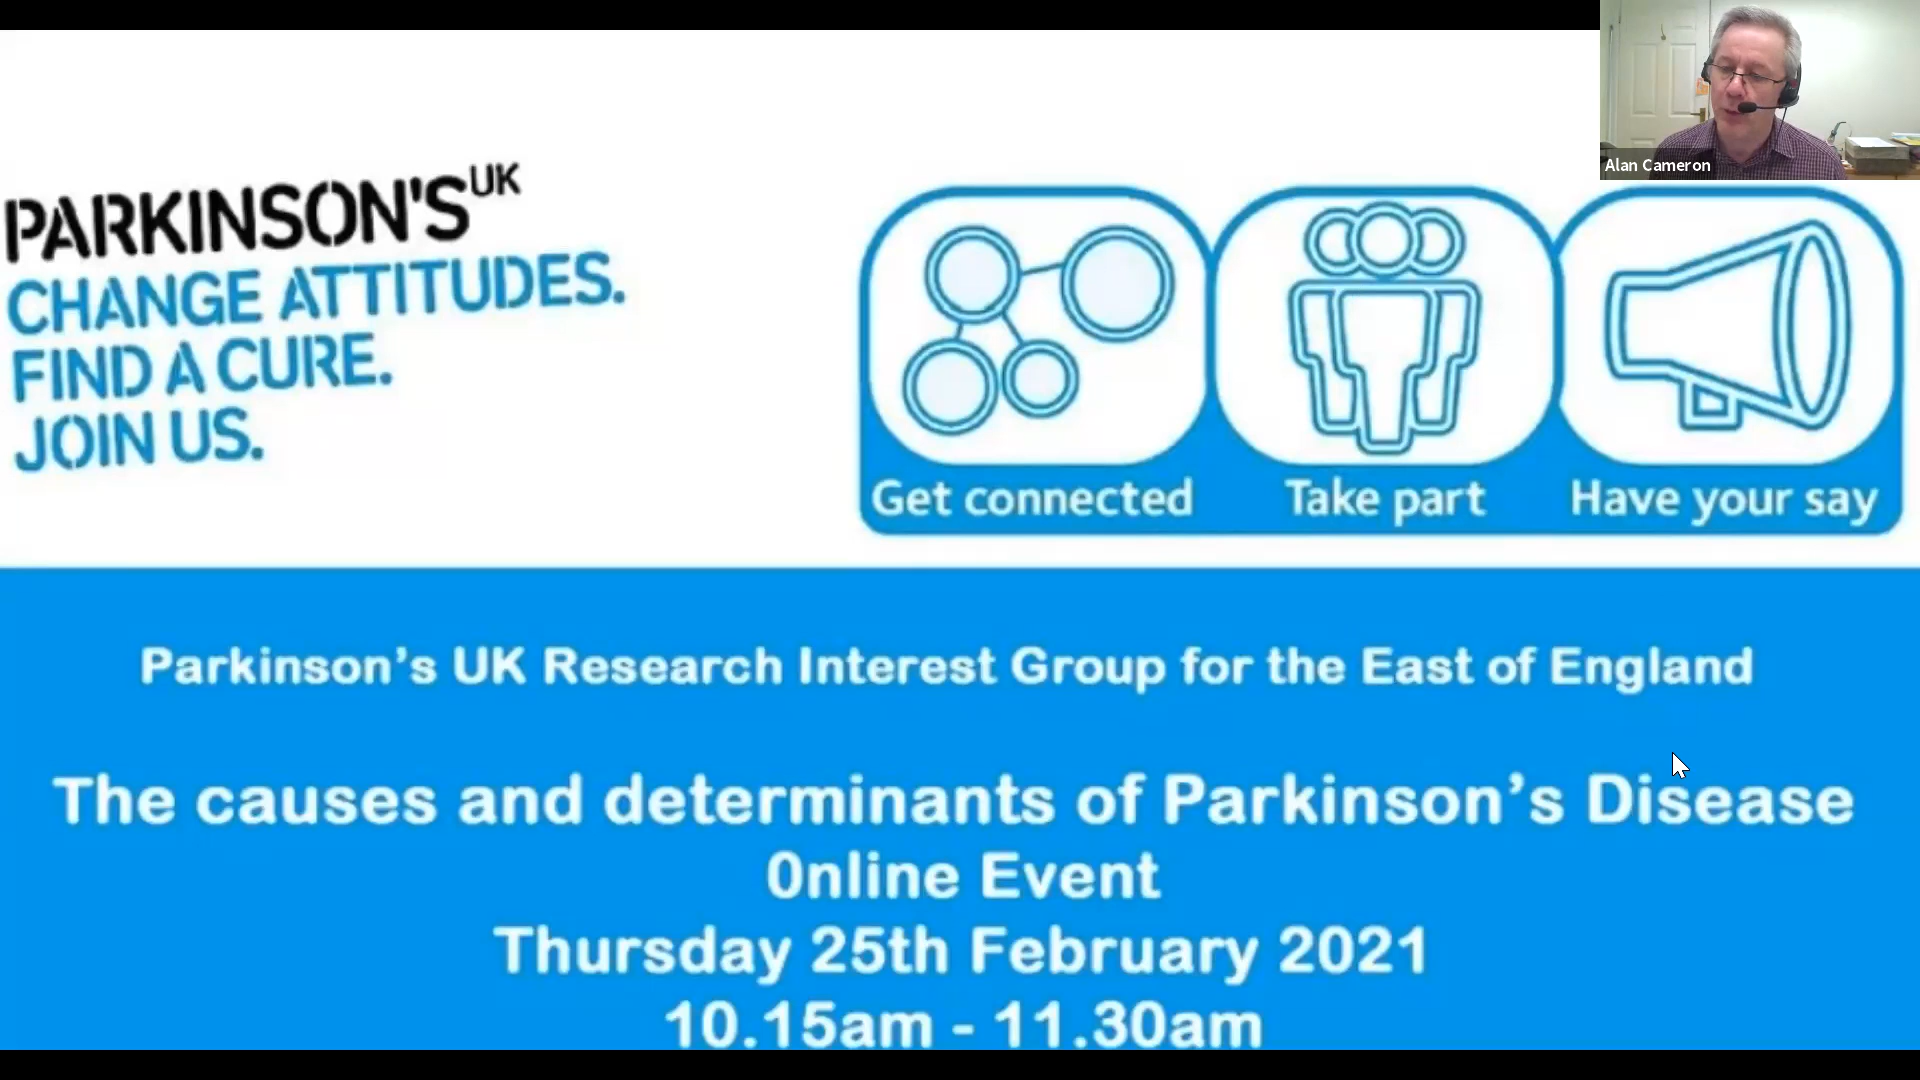 Alan Cameron
PARKINSON'S UK
CHANGE ATTITUDES.
FIND A CURE.
JOIN US.
Get connected
Take part
Have your say
Parkinson’s UK Research Interest Group for the East of England
The causes and determinants of Parkinson’s Disease
0nline Event
Thursday 25th February 2021
10.15am - 11.30am